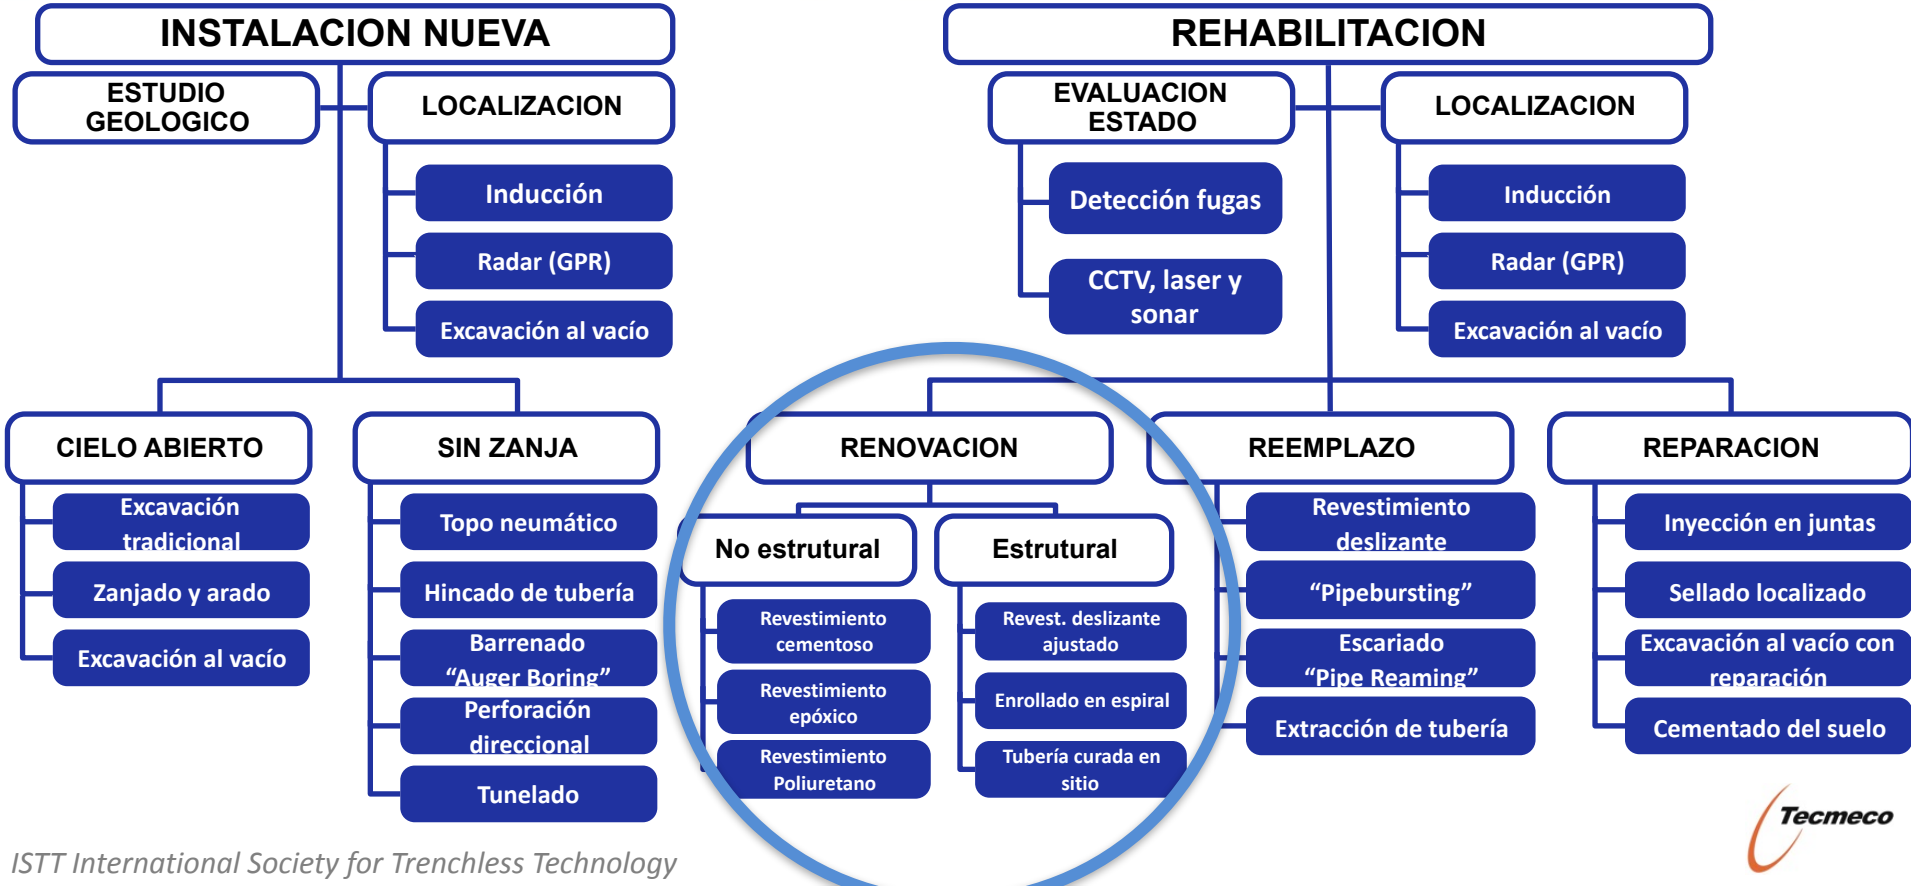 INSTALACION NUEVA
ESTUDIO
GEOLOGICO
LOCALIZACION
Inducción
Radar (GPR)
Excavación al vacío
CIELO ABIERTO
Excavación
tradicional
Zanjado y arado
Excavación al vacío
SIN ZANJA
Topo neumático
Hincado de tubería
Barrenado
“Auger Boring”
Perforación
direccional
Tunelado
REHABILITACION
EVALUACION
ESTADO
Detección fugas
CCTV, laser y
sonar
LOCALIZACION
Inducción
Radar (GPR)
Excavación al vacío
RENOVACION
No estrutural
Revestimiento
cementoso
Revestimiento
epóxico
Revestimiento
Poliuretano
Estrutural
Revest. deslizante
ajustado
Enrollado en espiral
Tubería curada en
sitio
REEMPLAZO
Revestimiento
deslizante
“Pipebursting”
Escariado
“Pipe Reaming”
Extracción de tubería
REPARACION
Inyección en juntas
Sellado localizado
Excavación al vacío con
reparación
Cementado del suelo
Tecmeco
ISTT International Society for Trenchless Technology